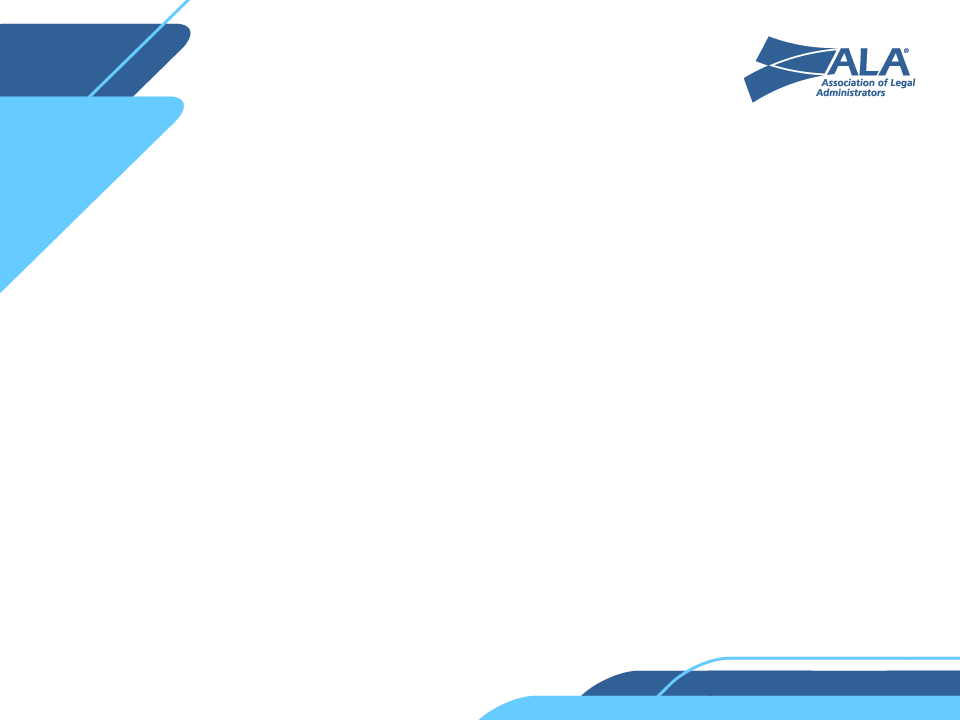 ALA®
Association of Legal
Administrators